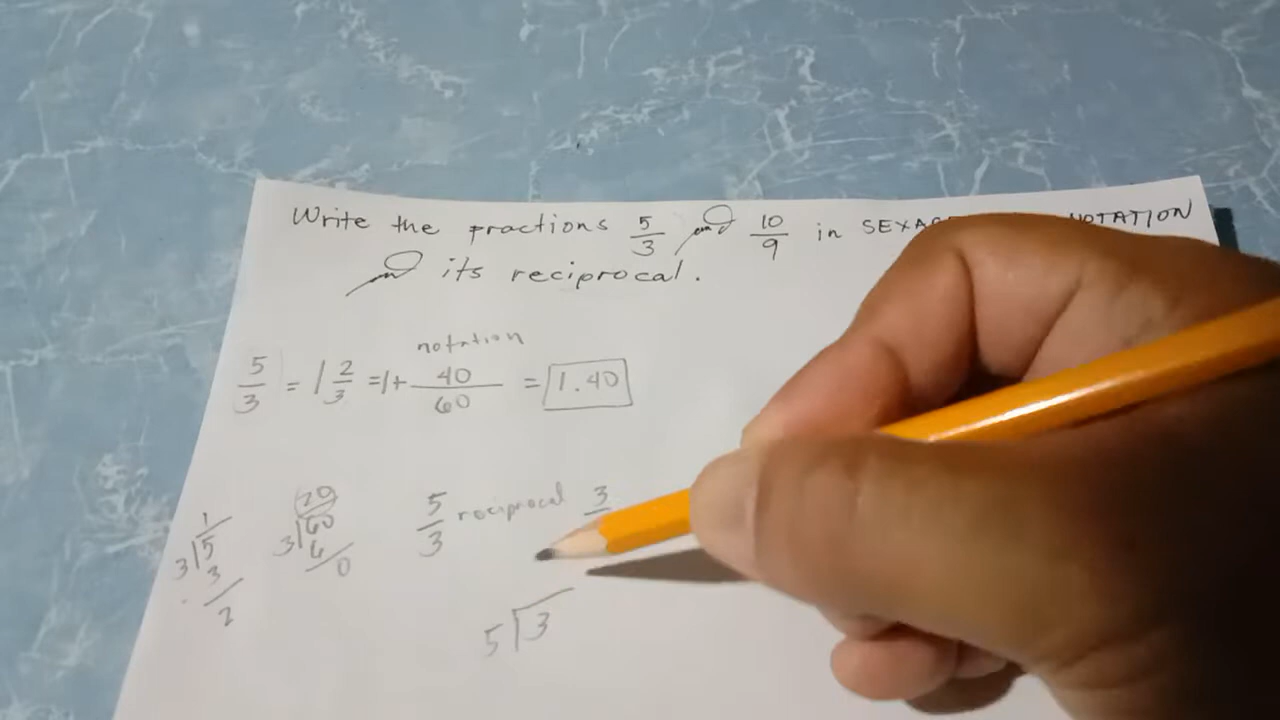 Write the practions 5/3 and 10/9 in NOTATION
and its reciprocal.
notation
5/3 = 1 2/3 = 1 + 40/60 = 1.40
5/3 reciprocal 3
1
3 5
3
2
20
3 60
6
0
5 3